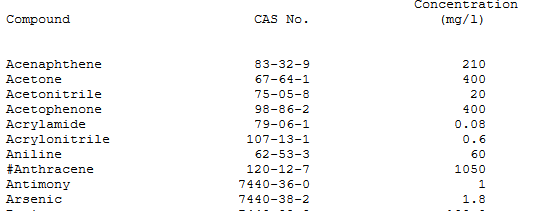 Concentration
Compound CAS No. (mg/l)
Acenaphthene 83-32-9 210
Acetone 67-64-1 400
Acetonitrile 75-05-8 20
Acetophenone 98-86-2 400
Acrylamide 79-06-1 0.08
Acrylonitrile 107-13-1 0.6
Aniline 62-53-3 60
#Anthracene 120-12-7 1050
Antimony 7440-36-0 1
Arsenic 7440-38-2 1.8